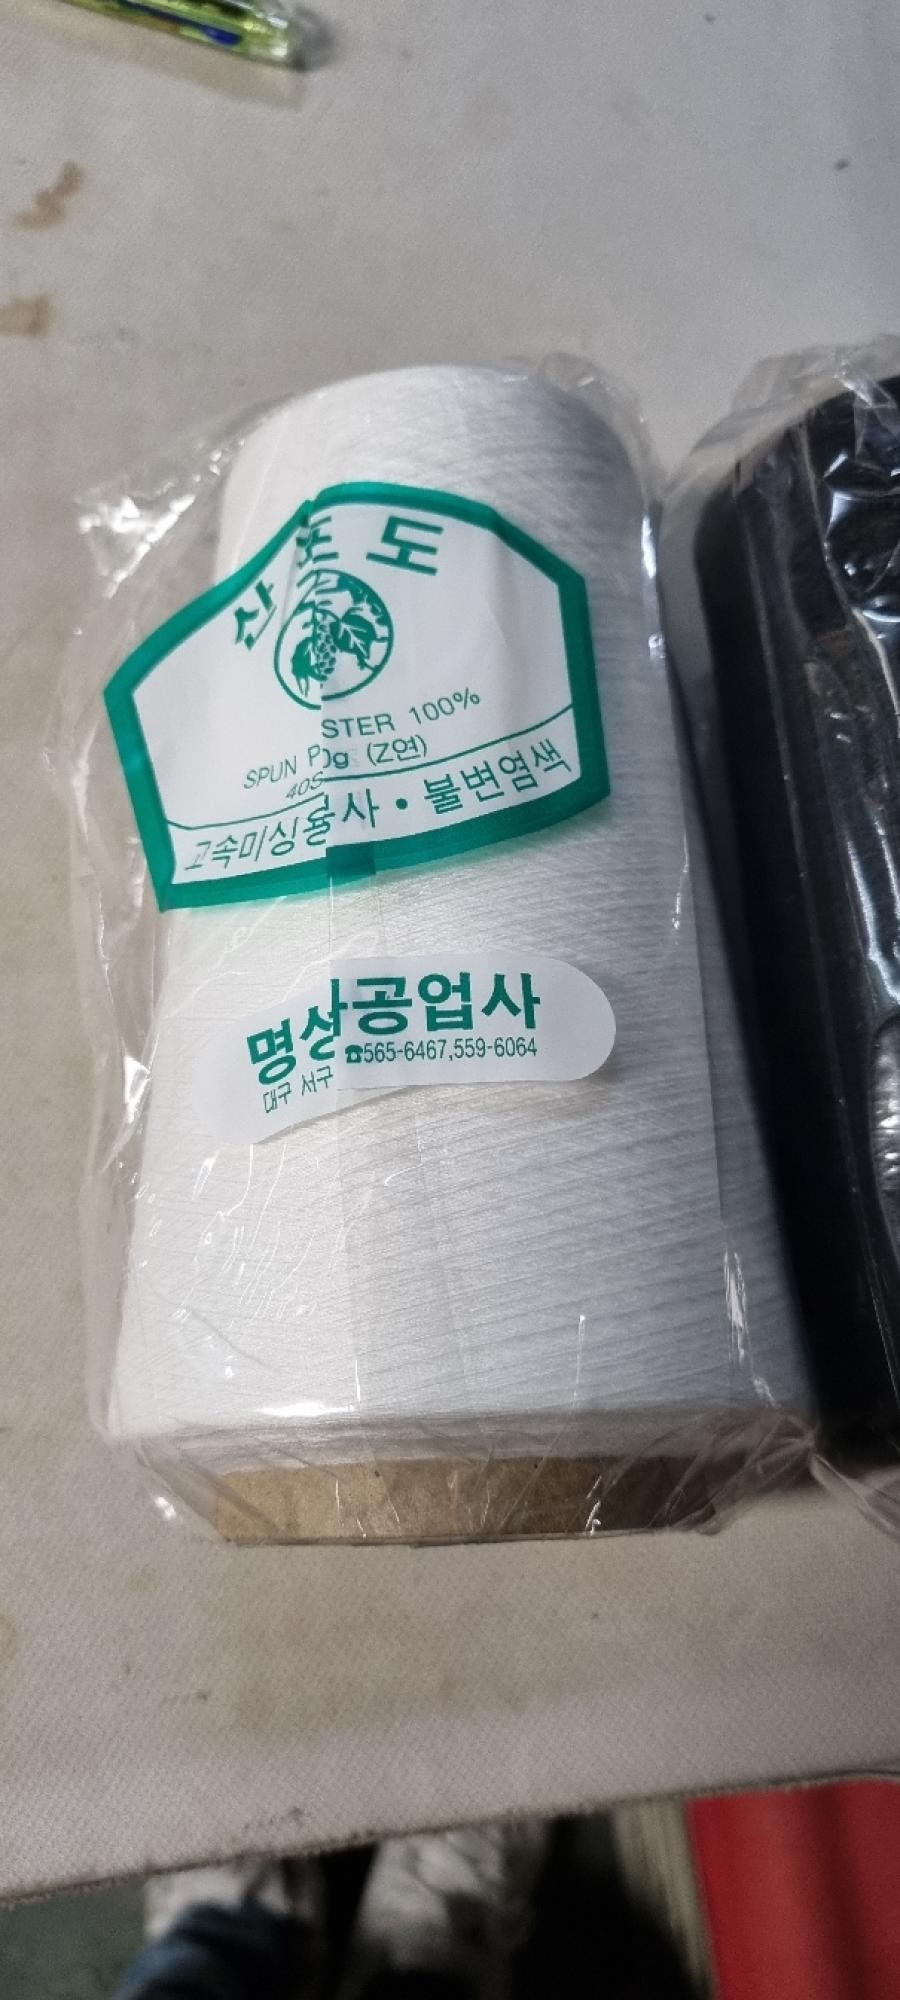 산 도
STER 100%
SPUN P g (Z연)
40S
고속미싱용사 • 불변염색
명상공업사
대구 서구 ☎565-6467,559-6064